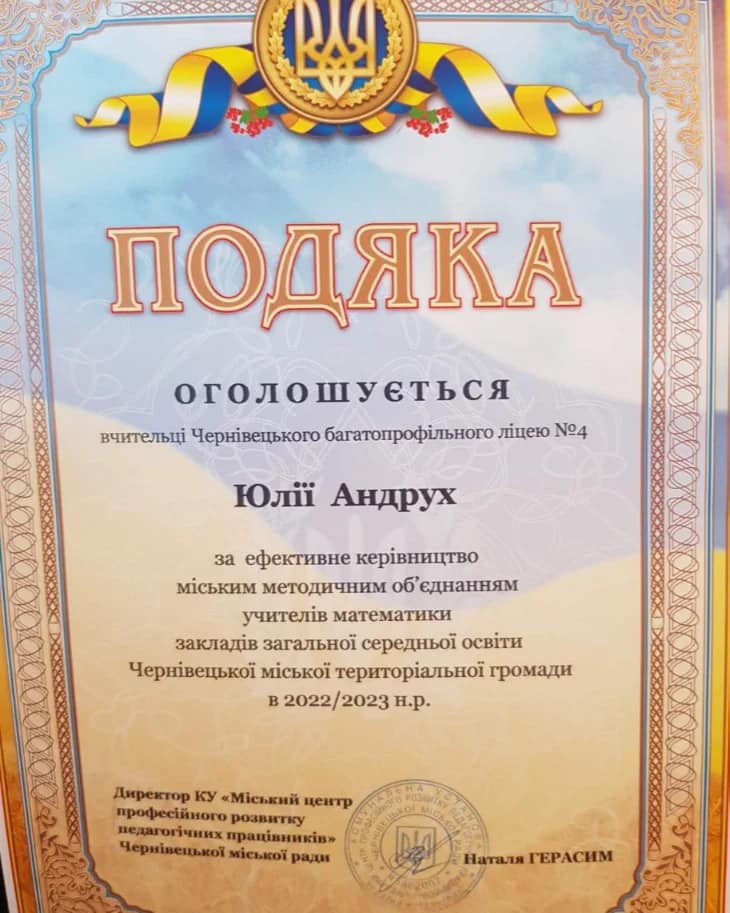 ПОДЯКА
ОГОЛОШУЄТЬСЯ
вчительці Чернівецького багатопрофільного ліцею №4
Юлії Андрух
за ефективне керівництво
міським методичним об’єднанням
учителів математики
закладів загальної середньої освіти
Чернівецької міської територіальної громади
в 2022/2023 н.р.
Директор КУ «Міський центр
професійного розвитку
педагогічних працівників»
Чернівецької міської ради
Наталя ГЕРАСИМ